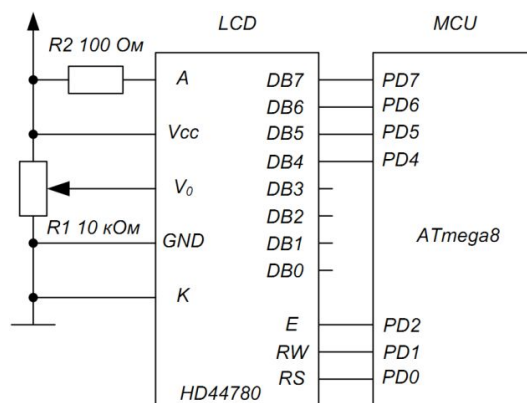 LCD
MCU
R2 100 Ом
A
Vcc
V0
R1 10 кОм
GND
K
DB7
DB6
DB5
DB4
DB3
DB2
DB1
DB0
E
RW
RS
HD44780
PD7
PD6
PD5
PD4
ATmega8
PD2
PD1
PD0